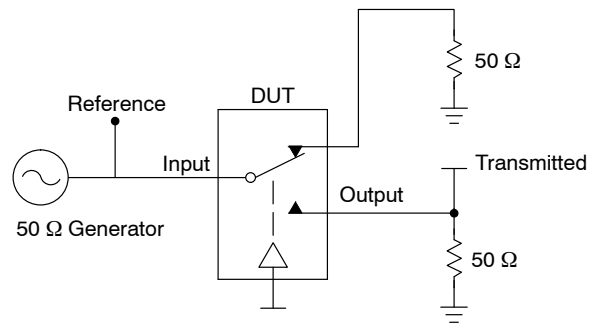 50 Ω
DUT
Reference
Input
Transmitted
Output
50 Ω Generator
50 Ω